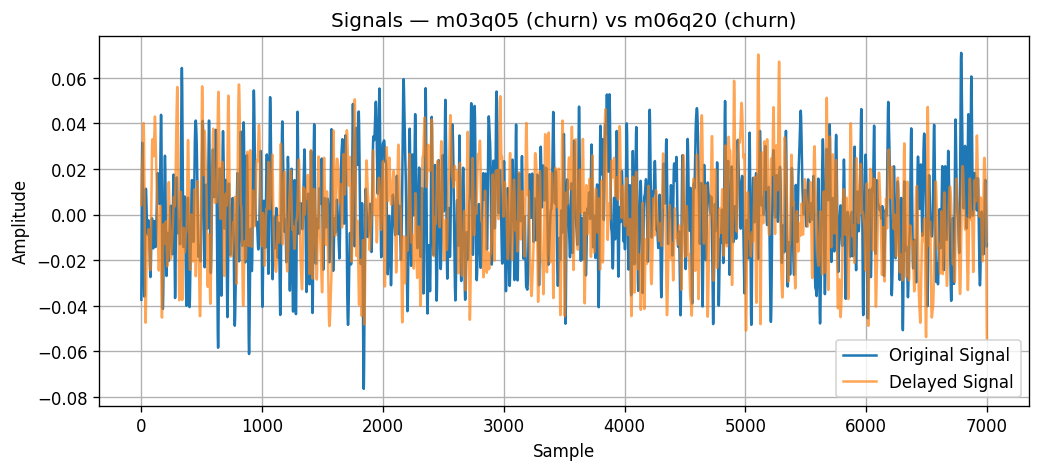 Signals — m03q05 (churn) vs m06q20 (churn)
0.06
0.04
0.02
0.00
−0.02
−0.04
−0.06
−0.08
Amplitude
Original Signal
Delayed Signal
0 1000 2000 3000 4000 5000 6000 7000
Sample